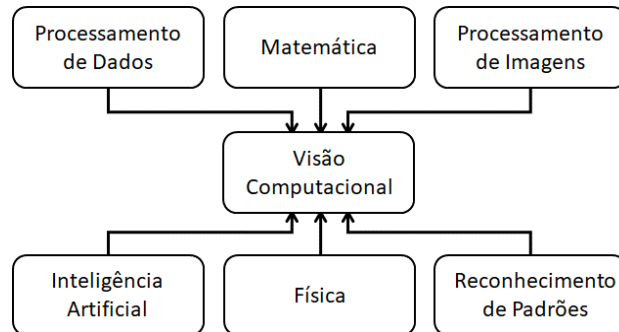 Processamento
de Dados
Matemática
Processamento
de Imagens
Visão
Computacional
Inteligência
Artificial
Física
Reconhecimento
de Padrões